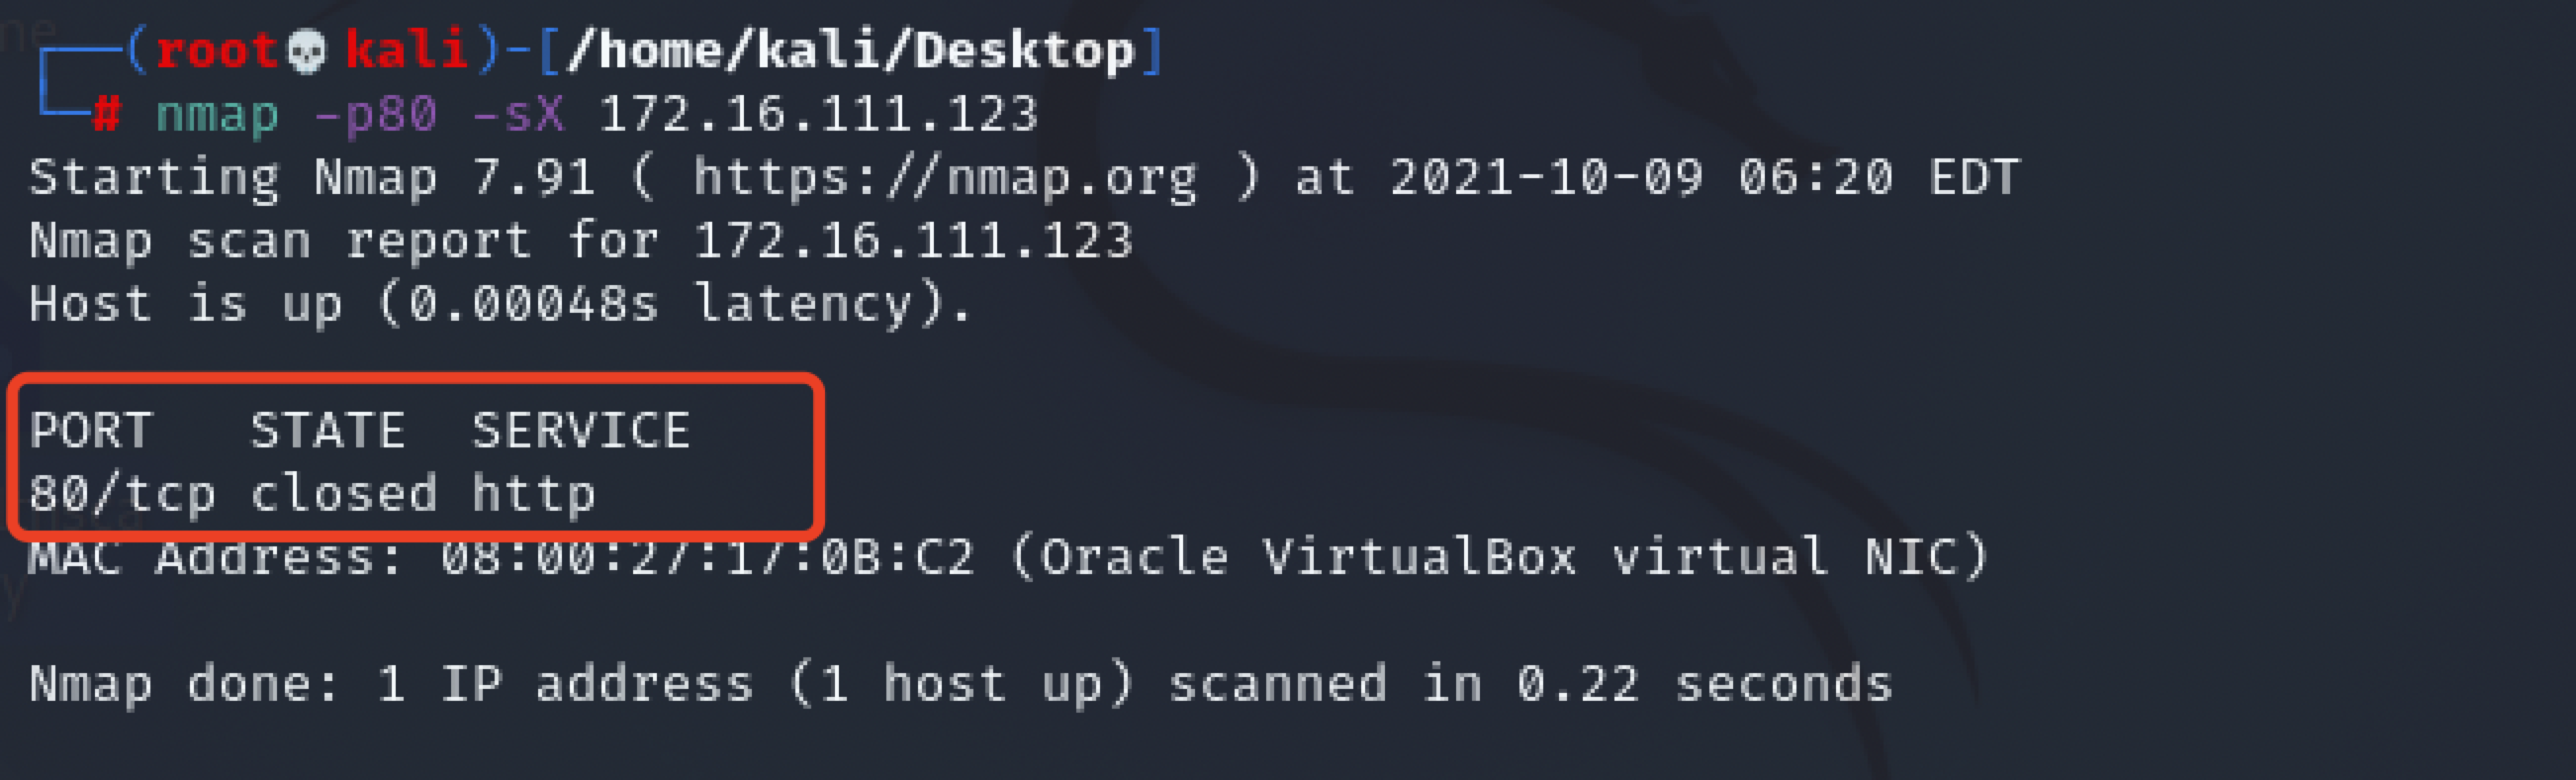 (root💀kali)-[/home/kali/Desktop]
# nmap -p80 -sX 172.16.111.123
Starting Nmap 7.91 ( https://nmap.org ) at 2021-10-09 06:20 EDT
Nmap scan report for 172.16.111.123
Host is up (0.00048s latency).
PORT   STATE  SERVICE
80/tcp closed http
MAC Address: 08:00:27:17:0B:C2 (Oracle VirtualBox virtual NIC)
Nmap done: 1 IP address (1 host up) scanned in 0.22 seconds